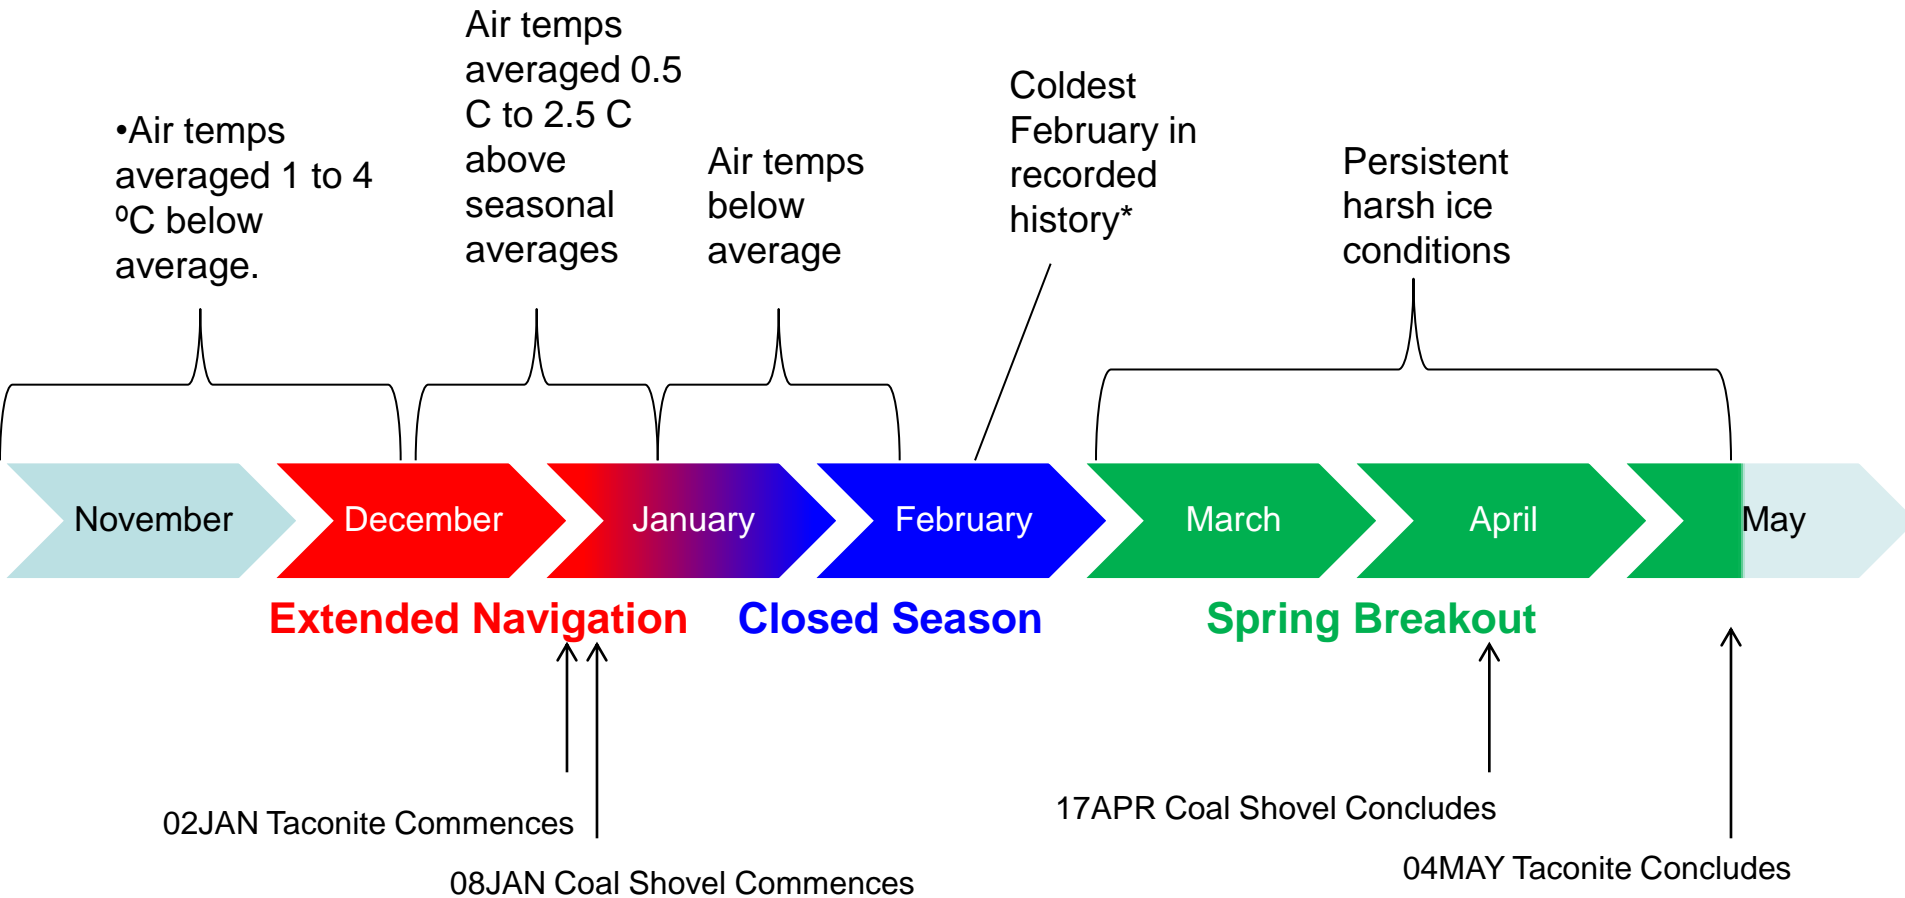 •Air temps
averaged 1 to 4
ºC below
average.
Air temps
averaged 0.5
C to 2.5 C
above
seasonal
averages
Air temps
below
average
Coldest
February in
recorded
history*
Persistent
harsh ice
conditions
November
December
January
February
March
April
May
Extended Navigation
Closed Season
Spring Breakout
02JAN Taconite Commences
08JAN Coal Shovel Commences
17APR Coal Shovel Concludes
04MAY Taconite Concludes